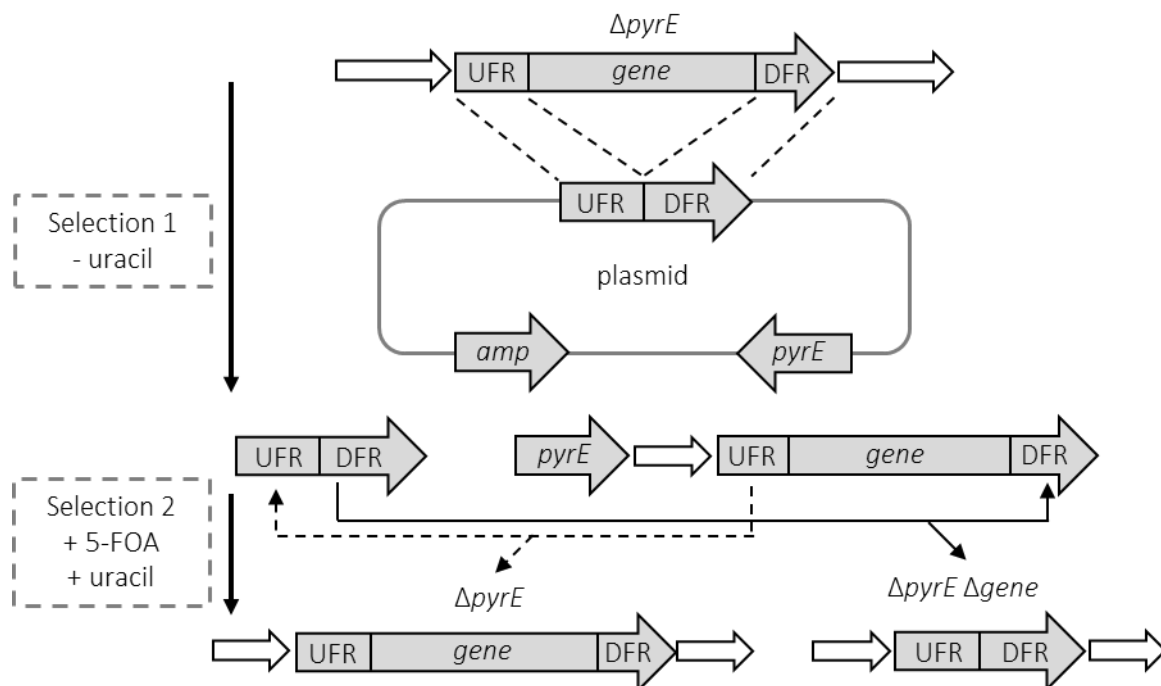 ΔpyrE
UFR gene DFR
UFR DFR
Selection 1
- uracil
plasmid
amp pyrE
UFR DFR pyrE UFR gene DFR
Selection 2
+ 5-FOA
+ uracil
ΔpyrE ΔpyrE Δgene
UFR gene DFR UFR DFR